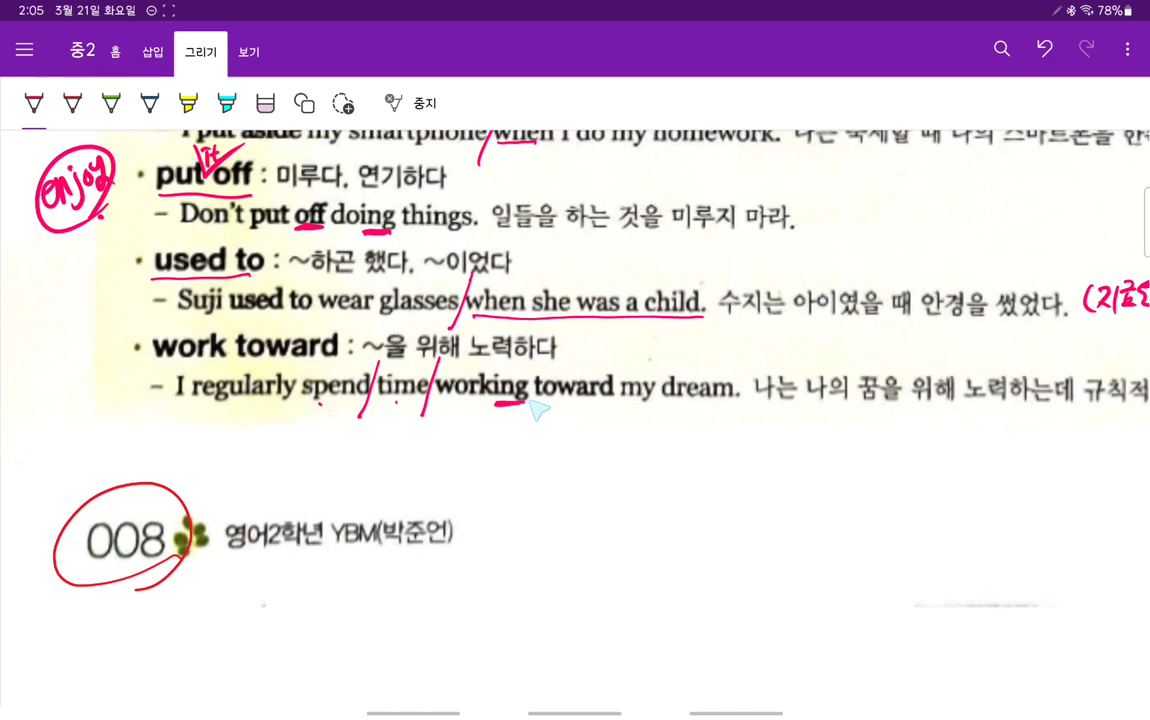 2:05 3월 21일 화요일 78%
중2 홈 삽입 그리기 보기
중지
I put aside my smartphone/when I do my homework. 나는 숙제할 때 나의 스마트폰을 한
enjoy
it
• put off : 미루다, 연기하다
– Don't put off doing things. 일들을 하는 것을 미루지 마라.
• used to : ~하곤 했다, ~이었다
– Suji used to wear glasses/when she was a child. 수지는 아이였을 때 안경을 썼었다. (지금은
• work toward : ~을 위해 노력하다
– I regularly spend/time/working toward my dream. 나는 나의 꿈을 위해 노력하는데 규칙적
008 영어2학년 YBM(박준언)